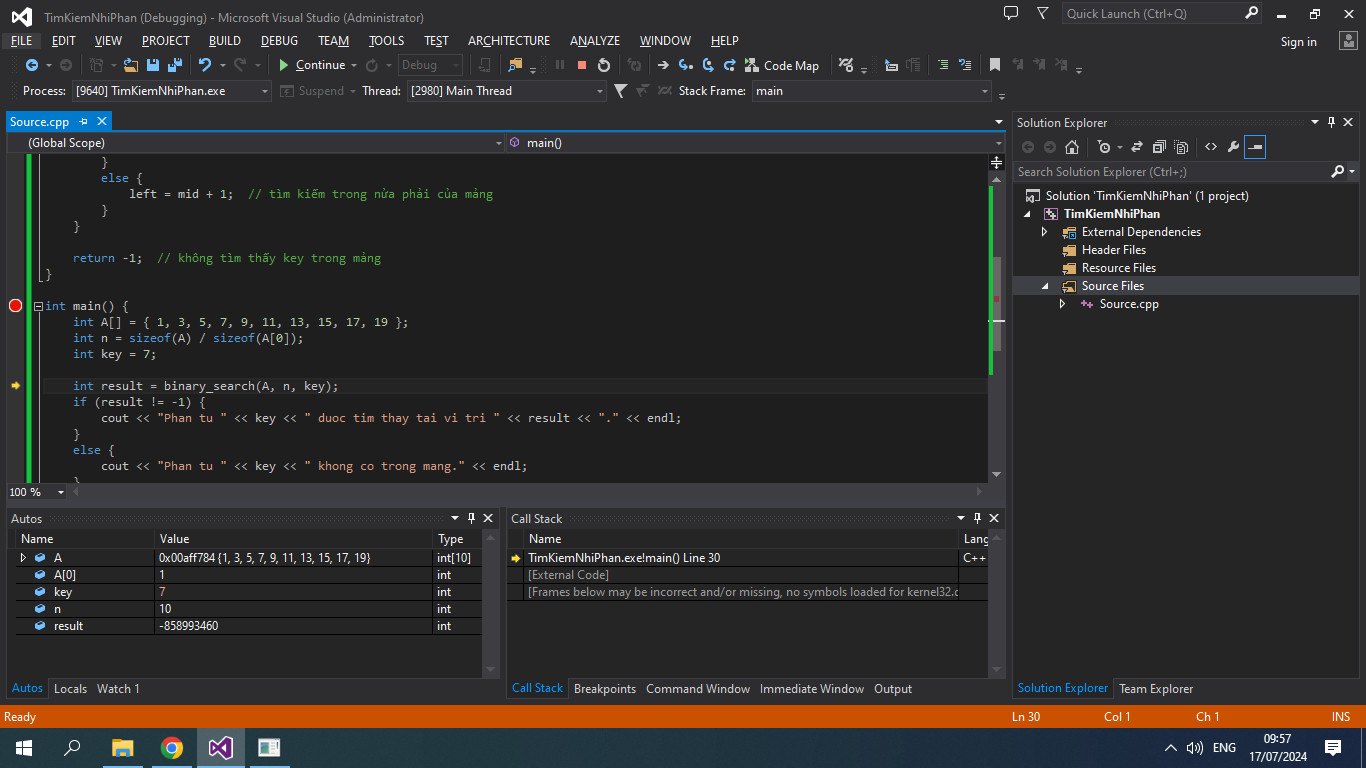 TimKiemNhiPhan (Debugging) - Microsoft Visual Studio (Administrator)
Quick Launch (Ctrl+Q)
FILE EDIT VIEW PROJECT BUILD DEBUG TEAM TOOLS TEST ARCHITECTURE ANALYZE WINDOW HELP
Sign in
Continue Debug Code Map
Process: [9640] TimKiemNhiPhan.exe Suspend Thread: [2980] Main Thread Stack Frame: main
Source.cpp
(Global Scope) main()
}
else {
left = mid + 1;  // tìm kiếm trong nửa phải của mảng
}
}
return -1;  // không tìm thấy key trong mảng
}
int main() {
int A[] = { 1, 3, 5, 7, 9, 11, 13, 15, 17, 19 };
int n = sizeof(A) / sizeof(A[0]);
int key = 7;
int result = binary_search(A, n, key);
if (result != -1) {
cout << "Phan tu " << key << " duoc tim thay tai vi tri " << result << "." << endl;
}
else {
cout << "Phan tu " << key << " khong co trong mang." << endl;
}
100 %
Autos
Name Value Type
A 0x00aff784 {1, 3, 5, 7, 9, 11, 13, 15, 17, 19} int[10]
A[0] 1 int
key 7 int
n 10 int
result -858993460 int
Autos Locals Watch 1
Call Stack
Name Lang
TimKiemNhiPhan.exe!main() Line 30 C++
[External Code]
[Frames below may be incorrect and/or missing, no symbols loaded for kernel32.d
Call Stack Breakpoints Command Window Immediate Window Output
Solution Explorer
Search Solution Explorer (Ctrl+;)
Solution 'TimKiemNhiPhan' (1 project)
TimKiemNhiPhan
External Dependencies
Header Files
Resource Files
Source Files
Source.cpp
Solution Explorer Team Explorer
Ready Ln 30 Col 1 Ch 1 INS
ENG
09:57
17/07/2024